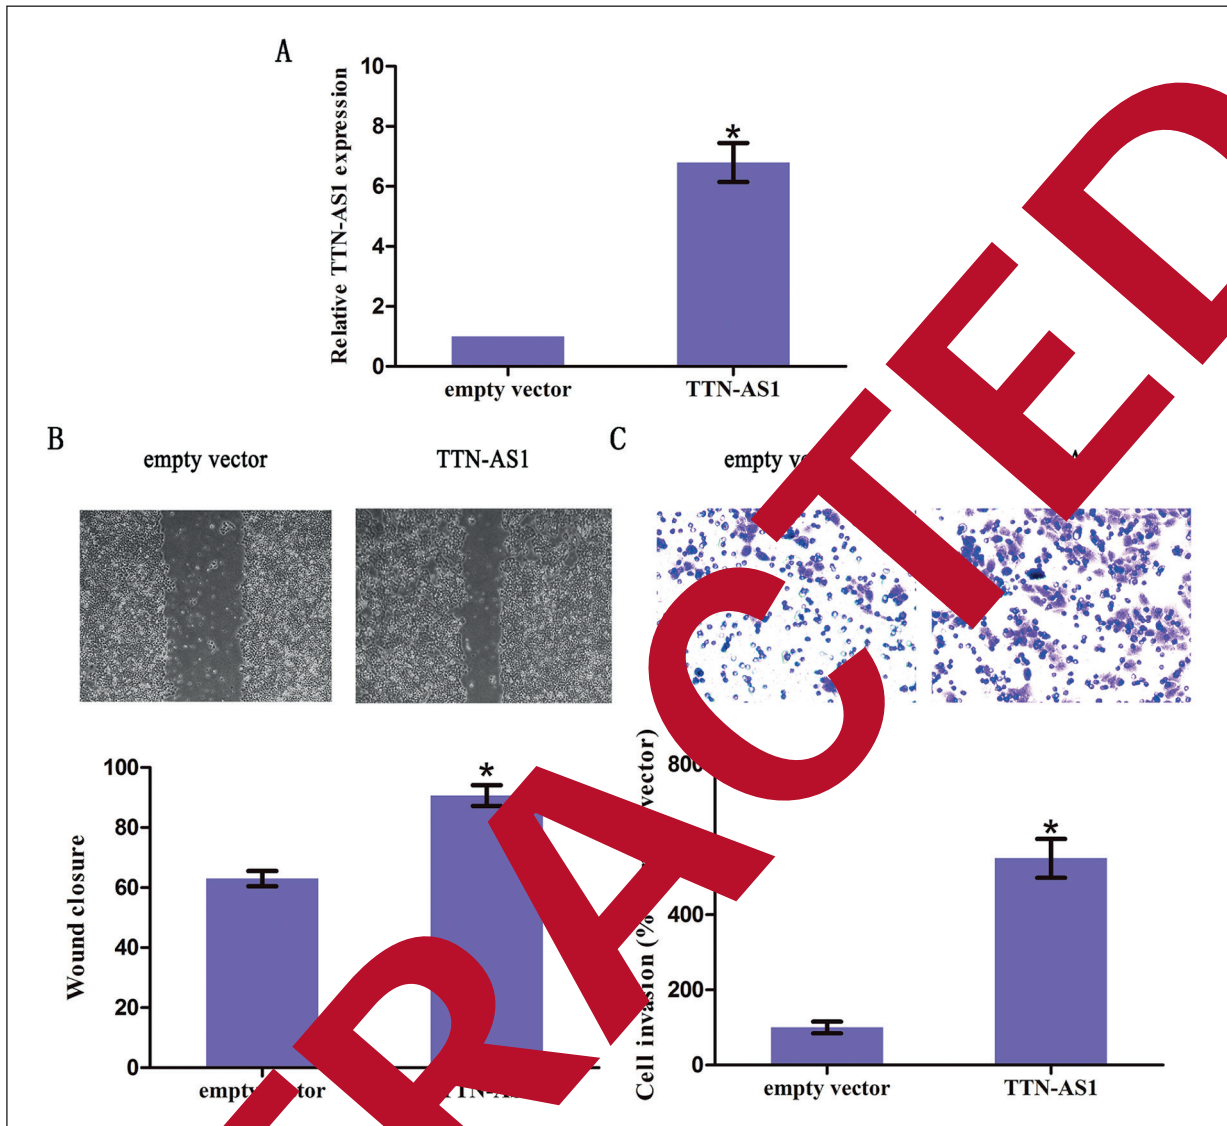 A
Relative TTN-AS1 expression
10
8
6
4
2
0
*
empty vector
TTN-AS1
B
empty vector
TTN-AS1
C
empty
Wound closure
100
80
60
40
20
0
*
TTN-AS1
Cell invasion (% vector)
800
400
200
0
*
empty vector
TTN-AS1
RACTED